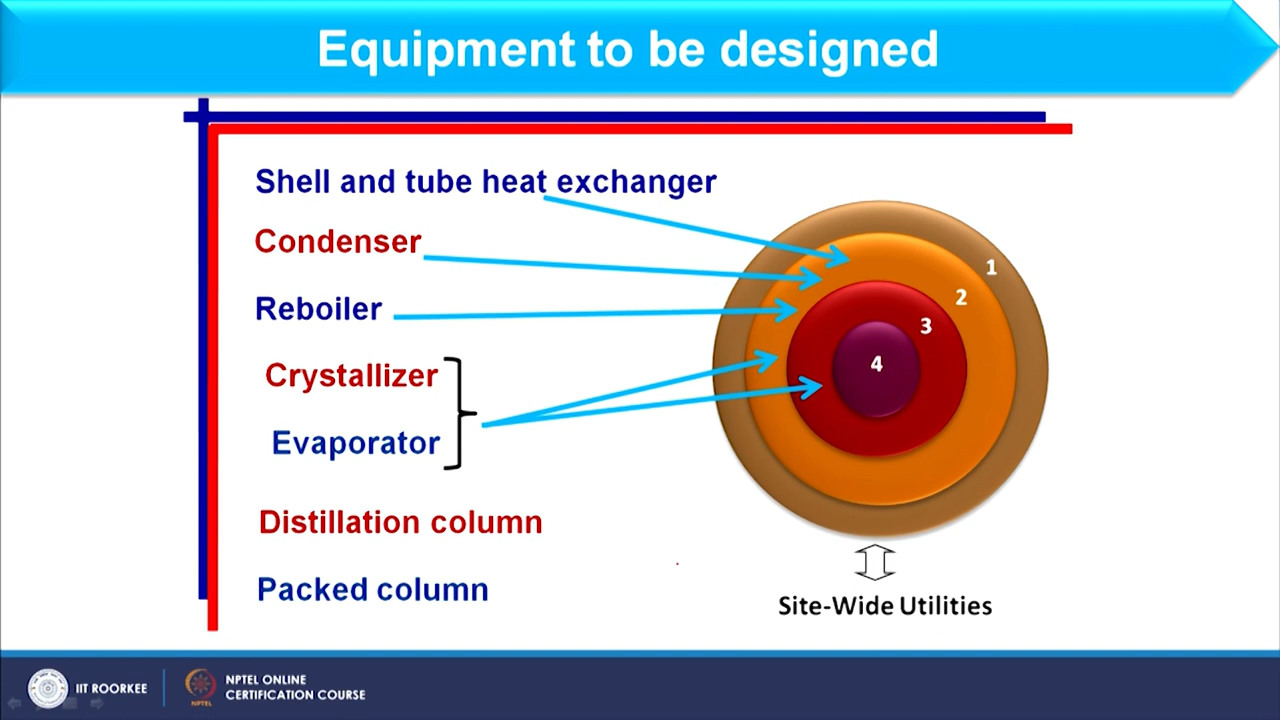 Equipment to be designed
Shell and tube heat exchanger
Condenser
Reboiler
Crystallizer
Evaporator
Distillation column
Packed column
1
2
3
4
Site-Wide Utilities
IIT ROORKEE
NPTEL
NPTEL ONLINE
CERTIFICATION COURSE